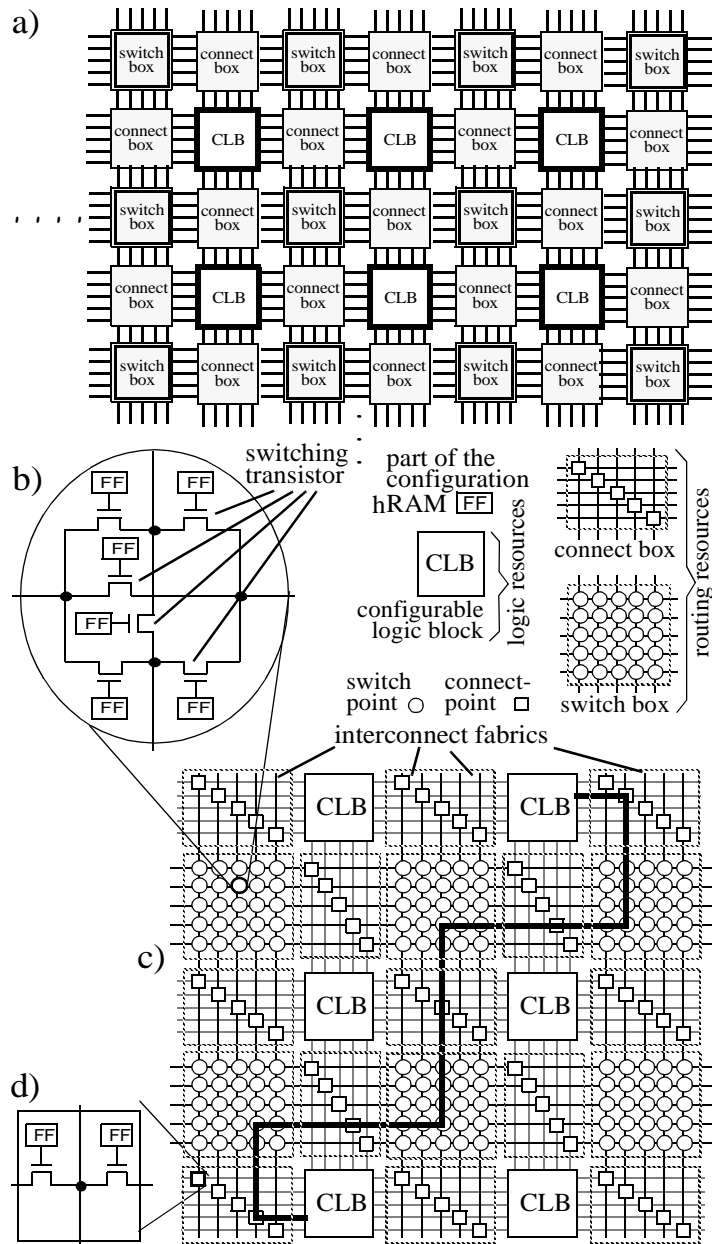 a)
switch
box
connect
box
switch
box
connect
box
switch
box
connect
box
switch
box
connect
box
CLB
connect
box
CLB
connect
box
CLB
connect
box
switch
box
connect
box
switch
box
connect
box
switch
box
connect
box
switch
box
connect
box
CLB
connect
box
CLB
connect
box
CLB
connect
box
switch
box
connect
box
switch
box
connect
box
switch
box
connect
box
switch
box
b)
FF
FF
FF
FF
FF
FF
switching
transistor
part of the
configuration
hRAM FF
CLB
configurable
logic block
logic resources
connect box
switch box
routing resources
switch
point
connect-
point
interconnect fabrics
c)
CLB
CLB
CLB
CLB
CLB
CLB
d)
FF
FF